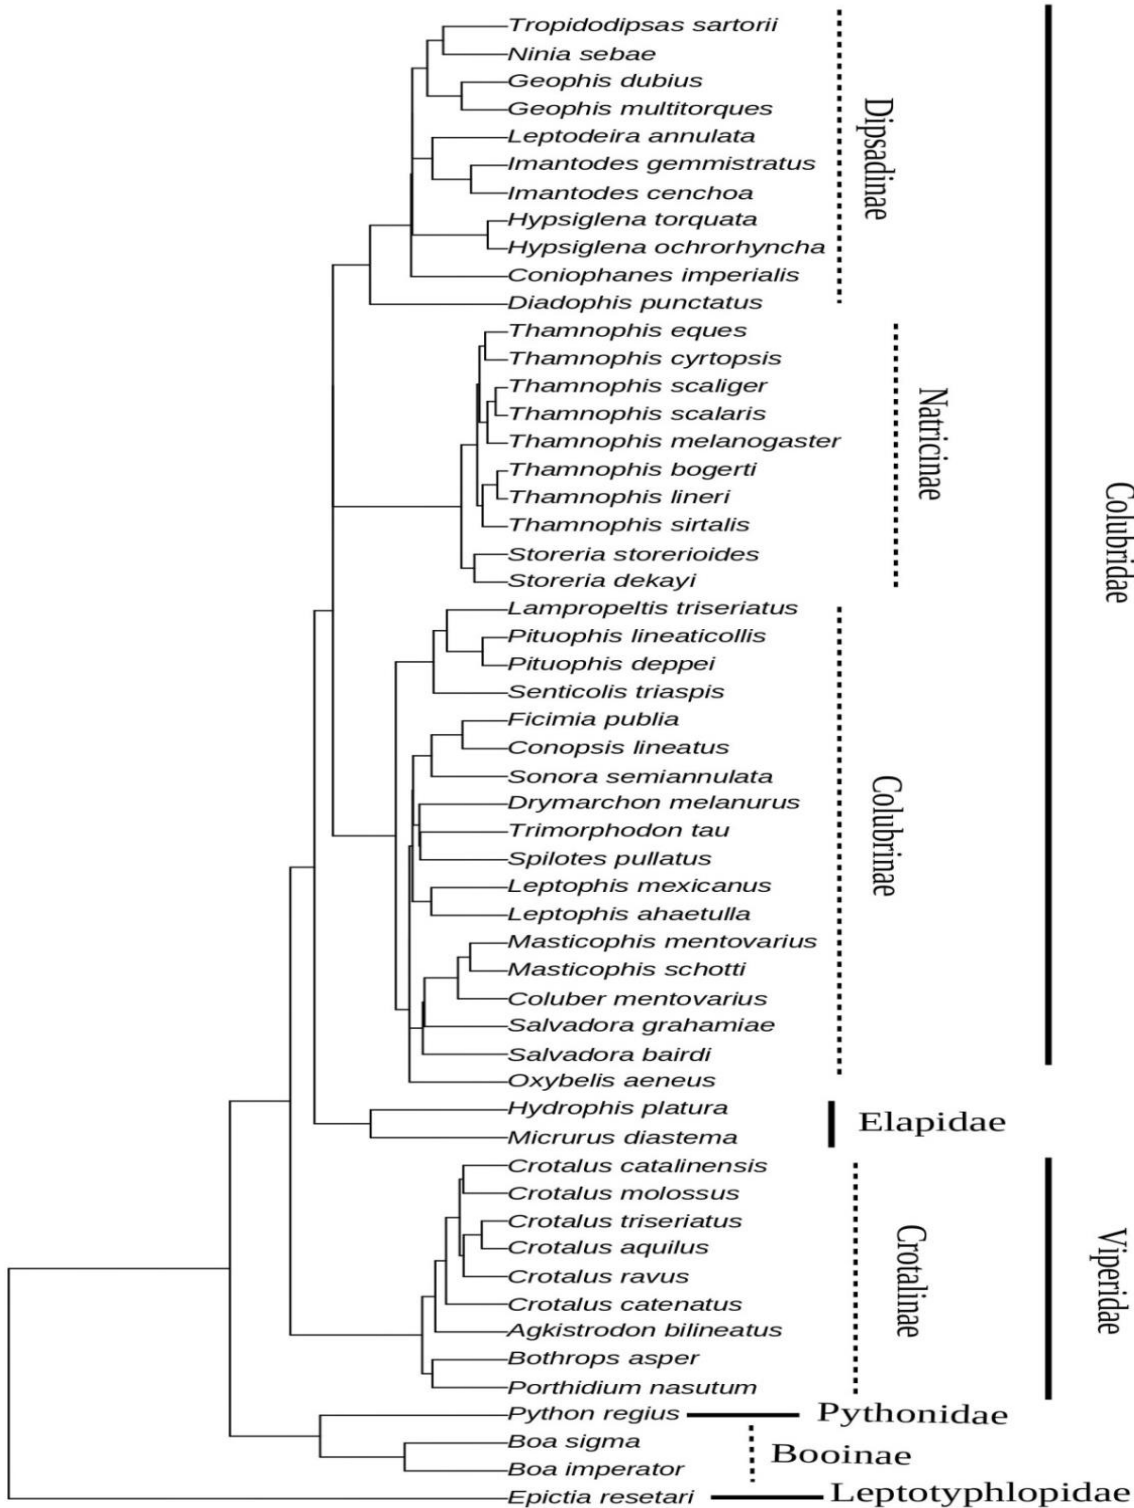 Tropidodipsas sartorii
Ninia sebae
Geophis dubius
Geophis multitorques
Leptodeira annulata
Imantodes gemmistratus
Imantodes cenchoa
Hypsiglena torquata
Hypsiglena ochrorhyncha
Coniophanes imperialis
Diadophis punctatus
Dipsadinae
Thamnophis eques
Thamnophis cyrtopsis
Thamnophis scaliger
Thamnophis scalaris
Thamnophis melanogaster
Thamnophis bogerti
Thamnophis lineri
Thamnophis sirtalis
Storeria storerioides
Storeria dekayi
Natricinae
Lampropeltis triseriatus
Pituophis lineaticollis
Pituophis deppei
Senticolis triaspis
Ficimia publia
Conopsis lineatus
Sonora semiannulata
Drymarchon melanurus
Trimorphodon tau
Spilotes pullatus
Leptophis mexicanus
Leptophis ahaetulla
Masticophis mentovarius
Masticophis schotti
Coluber mentovarius
Salvadora grahamiae
Salvadora bairdi
Oxybelis aeneus
Colubrinae
Colubridae
Hydrophis platura
Micrurus diastema
Elapidae
Crotalus catalinensis
Crotalus molossus
Crotalus triseriatus
Crotalus aquilus
Crotalus ravus
Crotalus catenatus
Agkistrodon bilineatus
Bothrops asper
Porthidium nasutum
Crotalinae
Viperidae
Python regius
Pythonidae
Boa sigma
Boa imperator
Booinae
Epictia resetari
Leptotyphlopidae